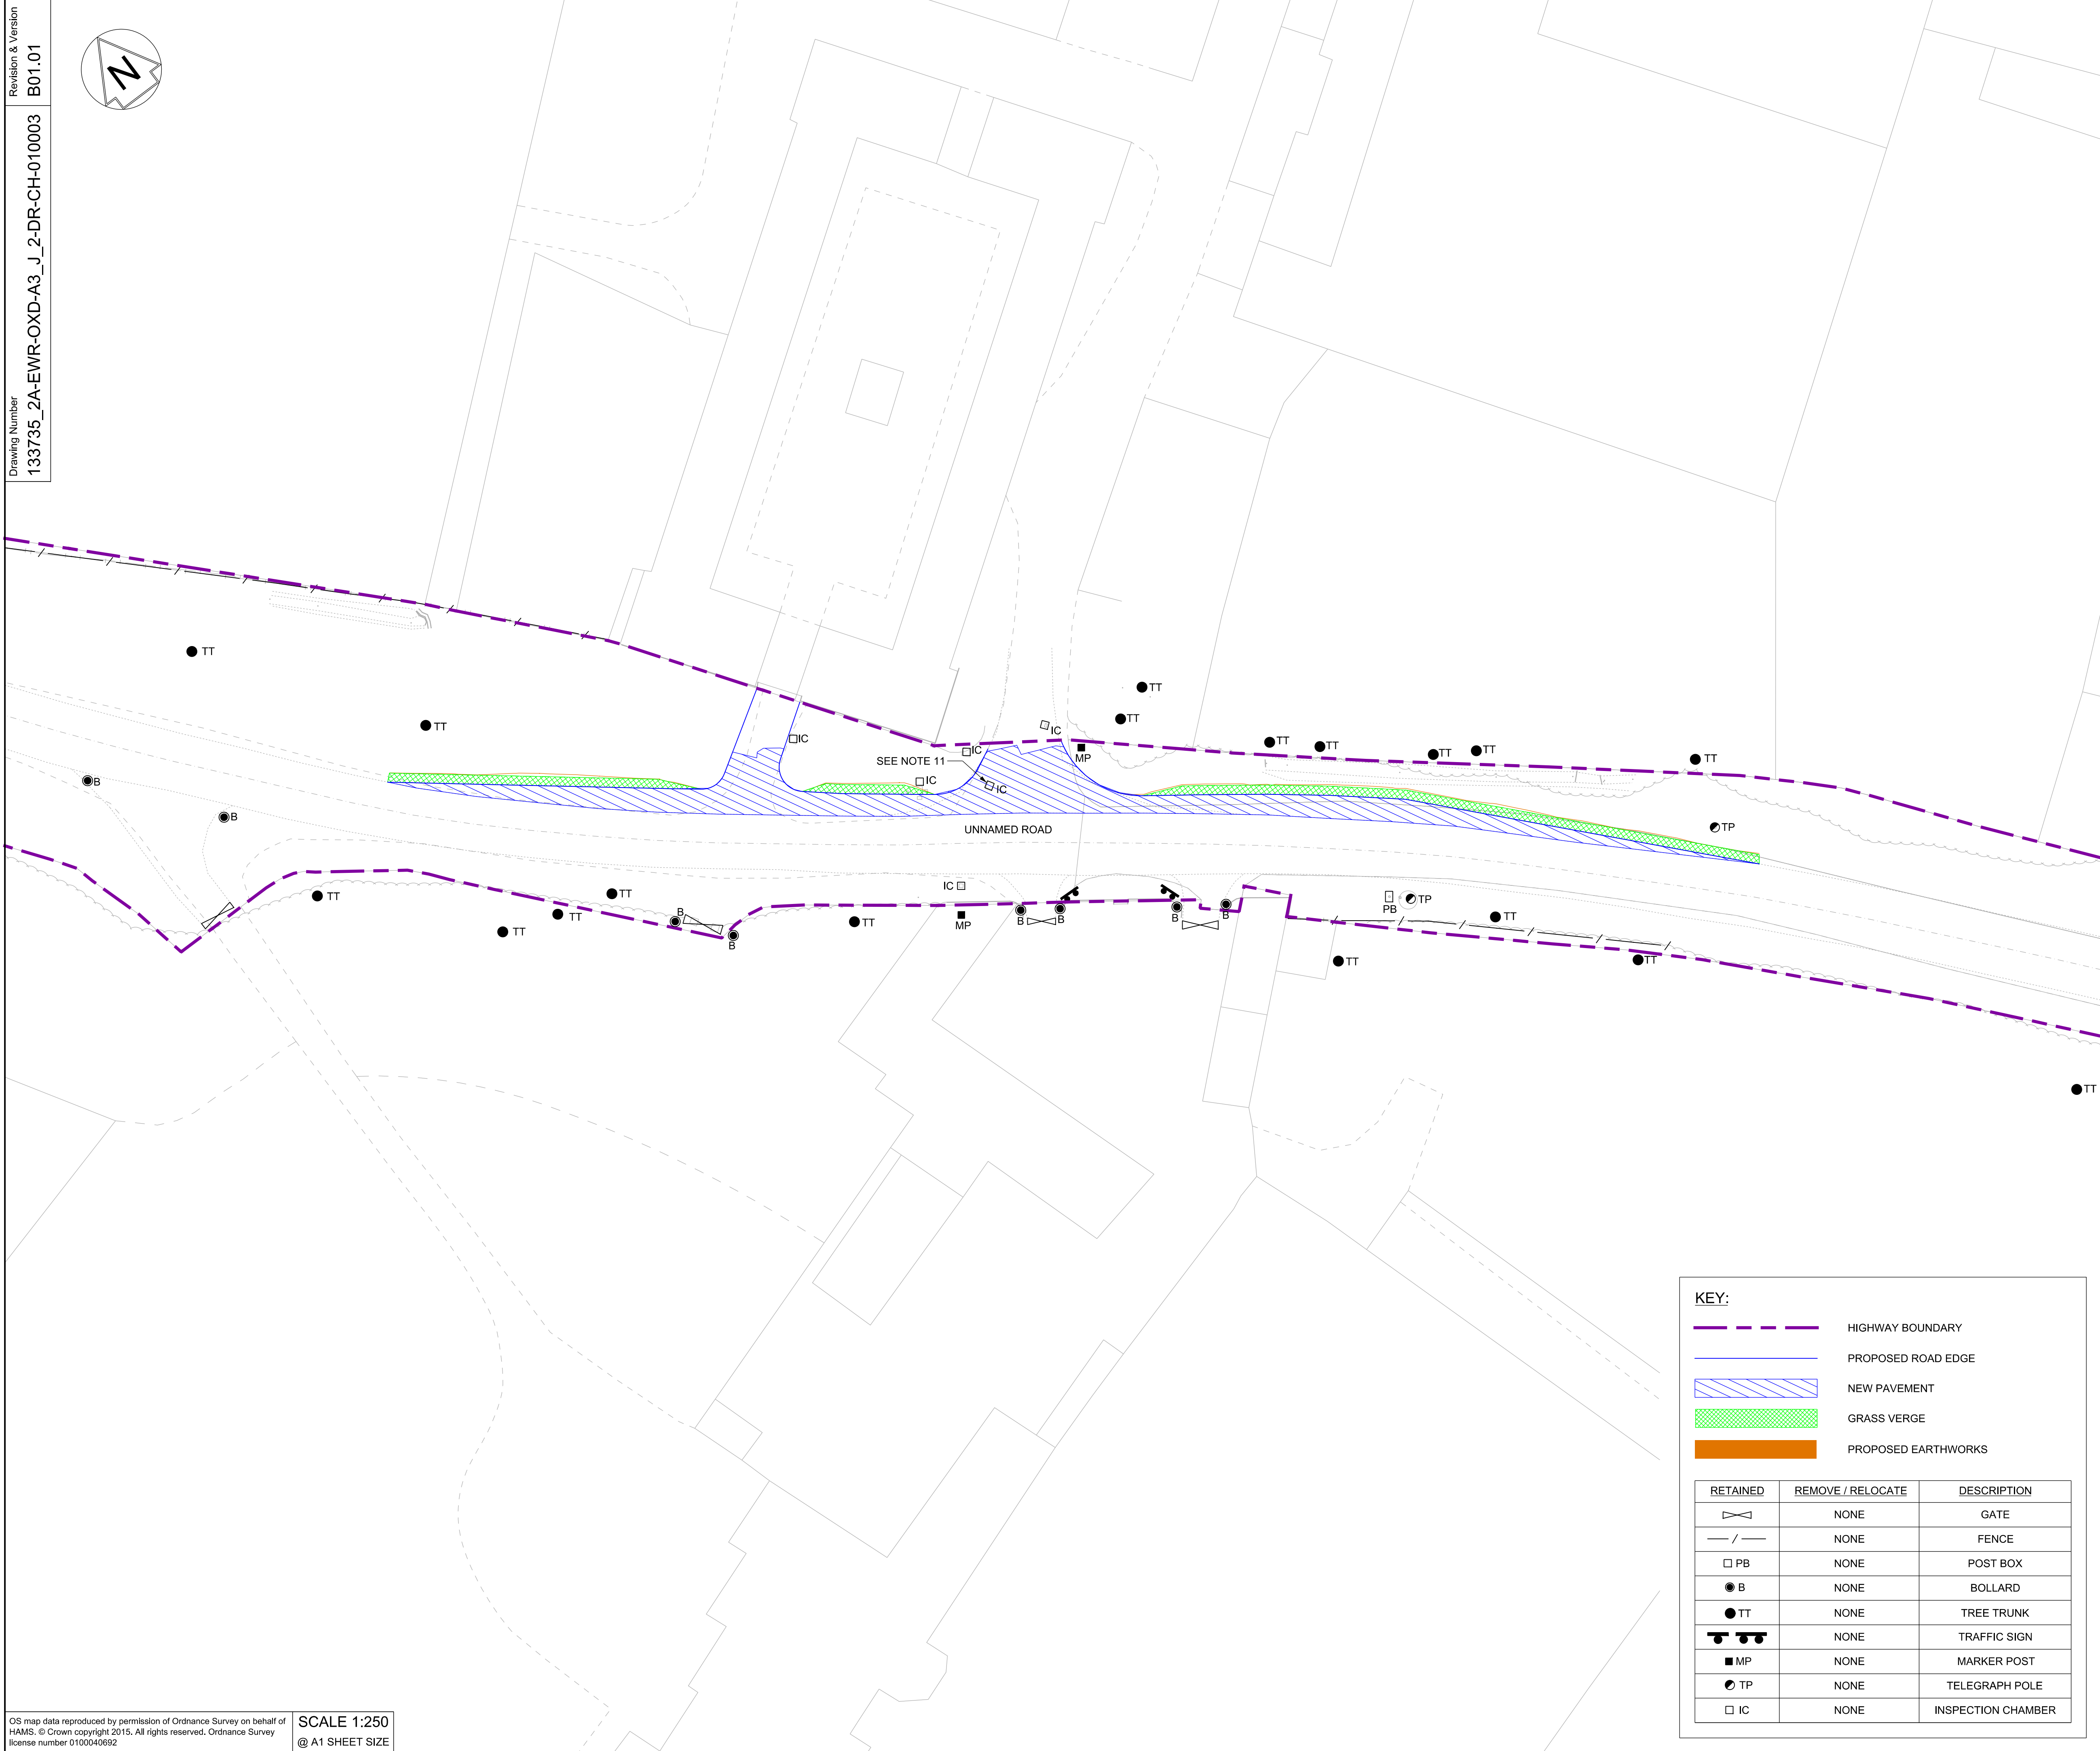 Revision & Version
B01.01
Drawing Number
133735_2A-EWR-OXD-A3_J_2-DR-CH-010003
N
TT
TT
B
B
IC
IC
IC
SEE NOTE 11
IC
IC
MP
TT
TT
TT
TT
TT
TT
TT
TP
UNNAMED ROAD
TT
TT
TT
TT
B
B
TT
IC
MP
B
B
B
B
PB
TP
TT
TT
TT
TT
KEY:
HIGHWAY BOUNDARY
PROPOSED ROAD EDGE
NEW PAVEMENT
GRASS VERGE
PROPOSED EARTHWORKS
RETAINED REMOVE / RELOCATE DESCRIPTION
NONE GATE
NONE FENCE
PB NONE POST BOX
B NONE BOLLARD
TT NONE TREE TRUNK
NONE TRAFFIC SIGN
MP NONE MARKER POST
TP NONE TELEGRAPH POLE
IC NONE INSPECTION CHAMBER
OS map data reproduced by permission of Ordnance Survey on behalf of
HAMS. © Crown copyright 2015. All rights reserved. Ordnance Survey
license number 0100040692
SCALE 1:250
@ A1 SHEET SIZE